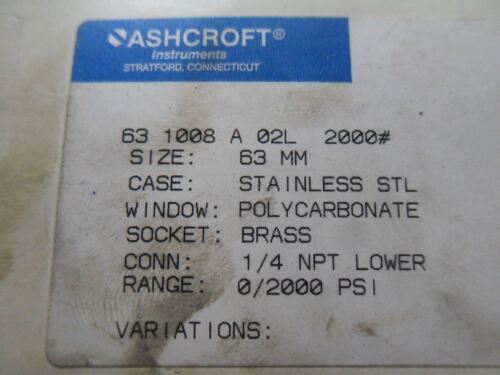 ASHCROFT®
Instruments
STRATFORD, CONNECTICUT
63 1008 A 02L 2000#
SIZE: 63 MM
CASE: STAINLESS STL
WINDOW: POLYCARBONATE
SOCKET: BRASS
CONN: 1/4 NPT LOWER
RANGE: 0/2000 PSI
VARIATIONS: